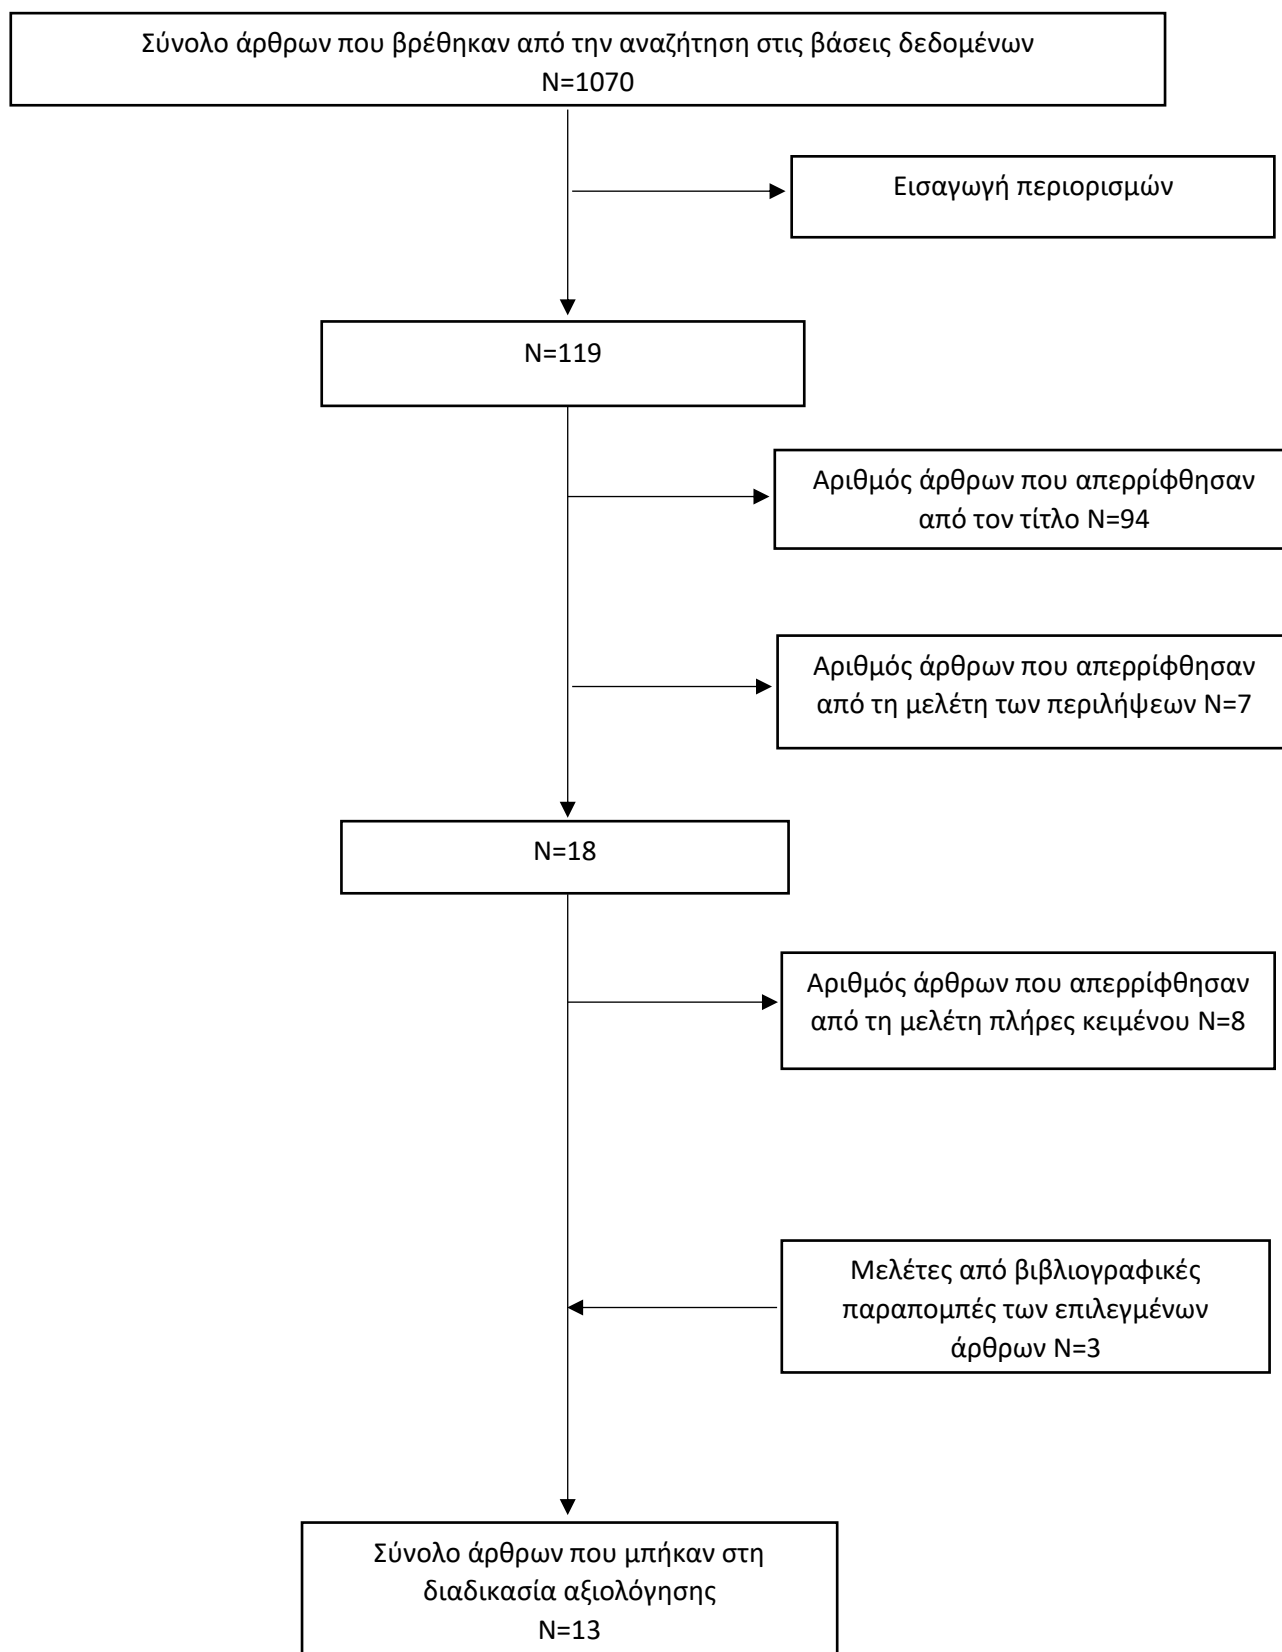 Σύνολο άρθρων που βρέθηκαν από την αναζήτηση στις βάσεις δεδομένων
N=1070
Εισαγωγή περιορισμών
N=119
Αριθμός άρθρων που απερρίφθησαν
από τον τίτλο N=94
Αριθμός άρθρων που απερρίφθησαν
από τη μελέτη των περιλήψεων N=7
N=18
Αριθμός άρθρων που απερρίφθησαν
από τη μελέτη πλήρες κειμένου N=8
Μελέτες από βιβλιογραφικές
παραπομπές των επιλεγμένων
άρθρων N=3
Σύνολο άρθρων που μπήκαν στη
διαδικασία αξιολόγησης
N=13